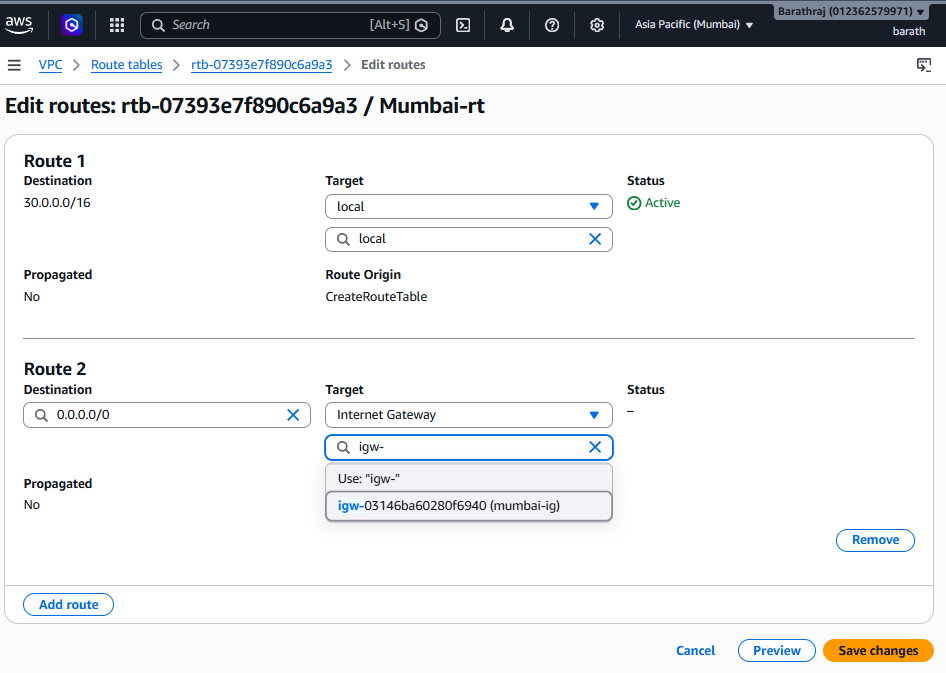 aws
Search [Alt+S]
Asia Pacific (Mumbai)
Barathraj (012362579971)
barath
VPC
Route tables
rtb-07393e7f890c6a9a3
Edit routes
Edit routes: rtb-07393e7f890c6a9a3 / Mumbai-rt
Route 1
Destination
30.0.0.0/16
Target
local
local
Status
Active
Propagated
No
Route Origin
CreateRouteTable
Route 2
Destination
0.0.0.0/0
Target
Internet Gateway
igw-
Use: "igw-"
igw-03146ba60280f6940 (mumbai-ig)
Status
–
Propagated
No
Remove
Add route
Cancel
Preview
Save changes